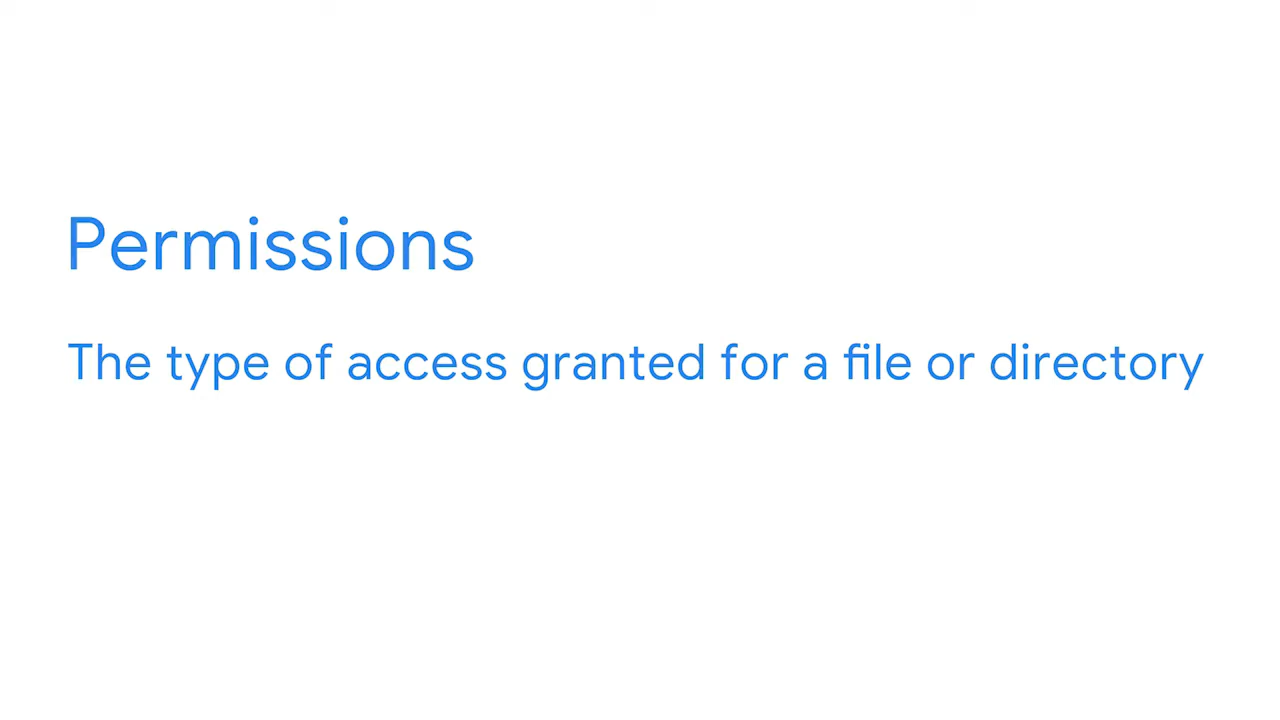 Permissions
The type of access granted for a file or directory